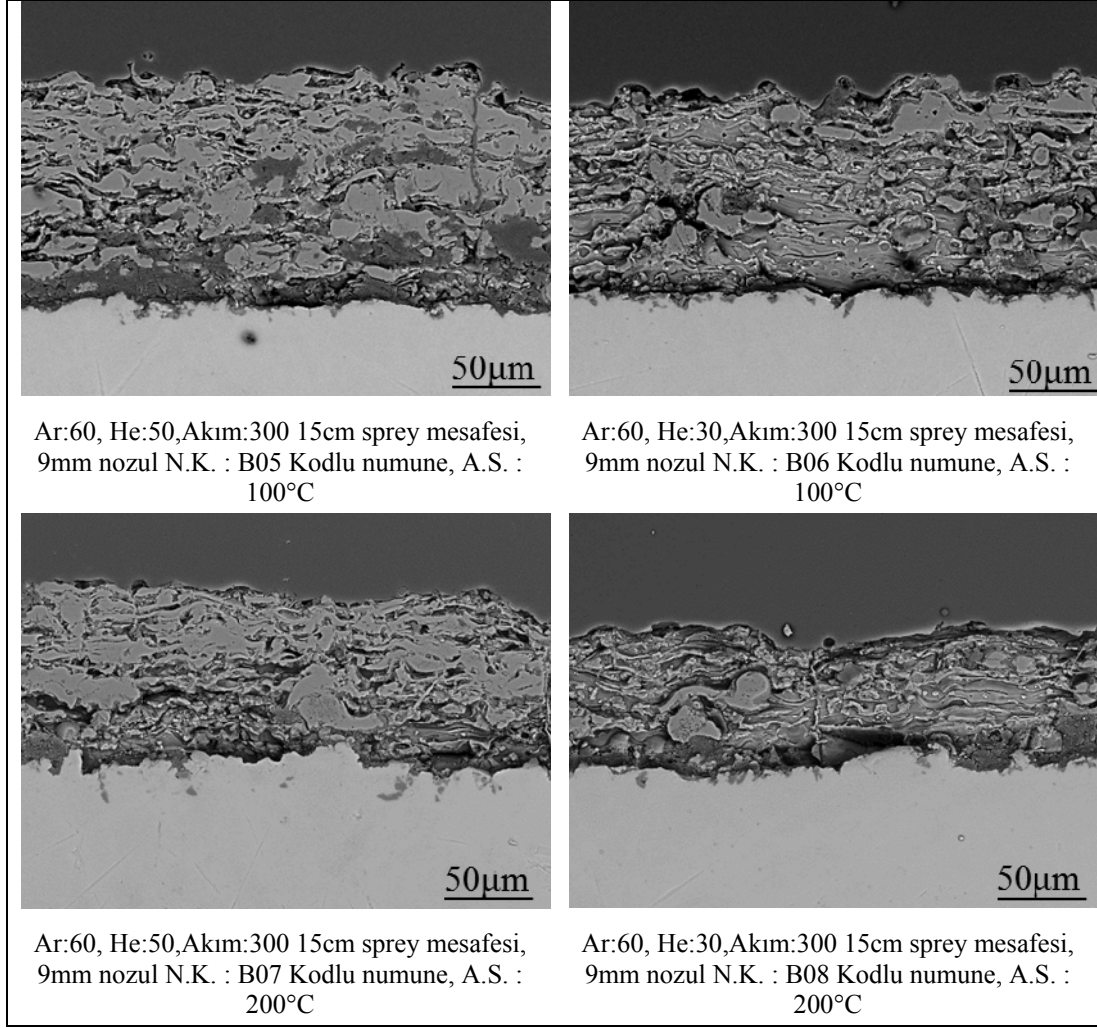 50μm
50μm
Ar:60, He:50,Akım:300 15cm sprey mesafesi,
9mm nozul N.K. : B05 Kodlu numune, A.S. :
100°C
Ar:60, He:30,Akım:300 15cm sprey mesafesi,
9mm nozul N.K. : B06 Kodlu numune, A.S. :
100°C
50μm
50μm
Ar:60, He:50,Akım:300 15cm sprey mesafesi,
9mm nozul N.K. : B07 Kodlu numune, A.S. :
200°C
Ar:60, He:30,Akım:300 15cm sprey mesafesi,
9mm nozul N.K. : B08 Kodlu numune, A.S. :
200°C